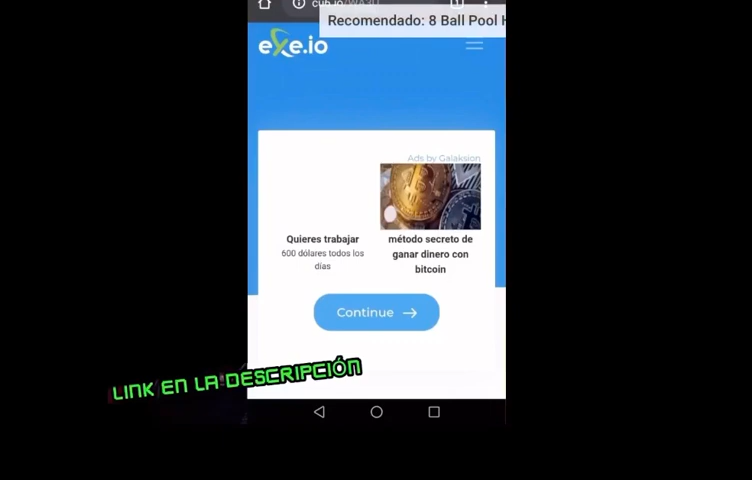 Recomendado: 8 Ball Pool H
eXe.io
Ads by Galaksion
Quieres trabajar
600 dólares todos los
días
método secreto de
ganar dinero con
bitcoin
Continue
LINK EN LA DESCRIPCIÓN